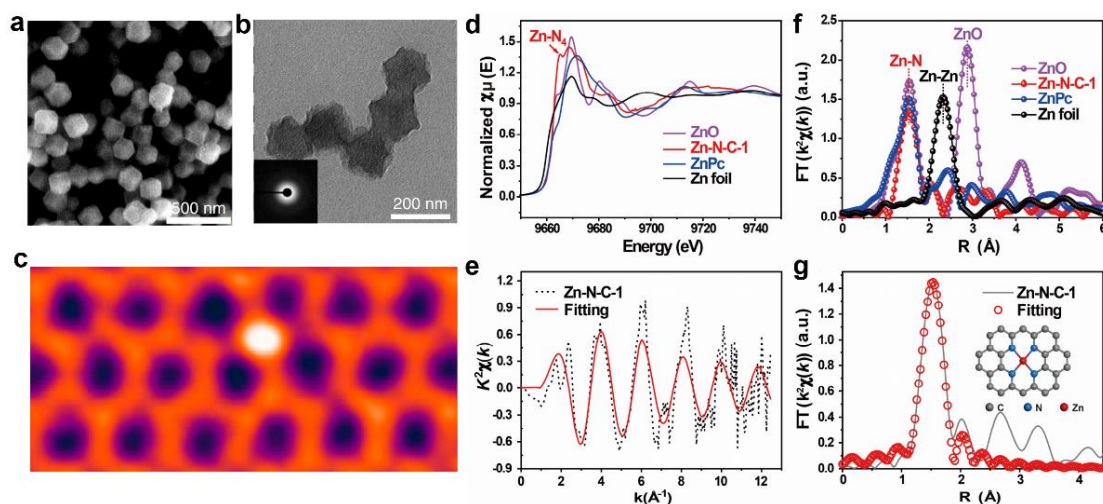 a
500 nm
b
200 nm
c
d
Normalized χμ (E)
1.5
1.2
0.9
0.6
0.3
0.0
Zn-N4
ZnO
Zn-N-C-1
ZnPc
Zn foil
9660 9680 9700 9720 9740
Energy (eV)
e
K²χ(k)
1.2
0.9
0.6
0.3
0.0
-0.3
-0.6
-0.9
Zn-N-C-1
Fitting
0 2 4 6 8 10 12
k(Å⁻¹)
f
FT (k²χ(k)) (a.u.)
2.5
2.0
1.5
1.0
0.5
0.0
Zn-N
Zn-Zn
ZnO
ZnO
Zn-N-C-1
ZnPc
Zn foil
0 1 2 3 4 5 6
R (Å)
g
FT (k²χ(k)) (a.u.)
1.4
1.2
1.4
0.8
0.6
0.4
0.2
0.0
Zn-N-C-1
Fitting
C N Zn
0 1 2 3 4
R (Å)